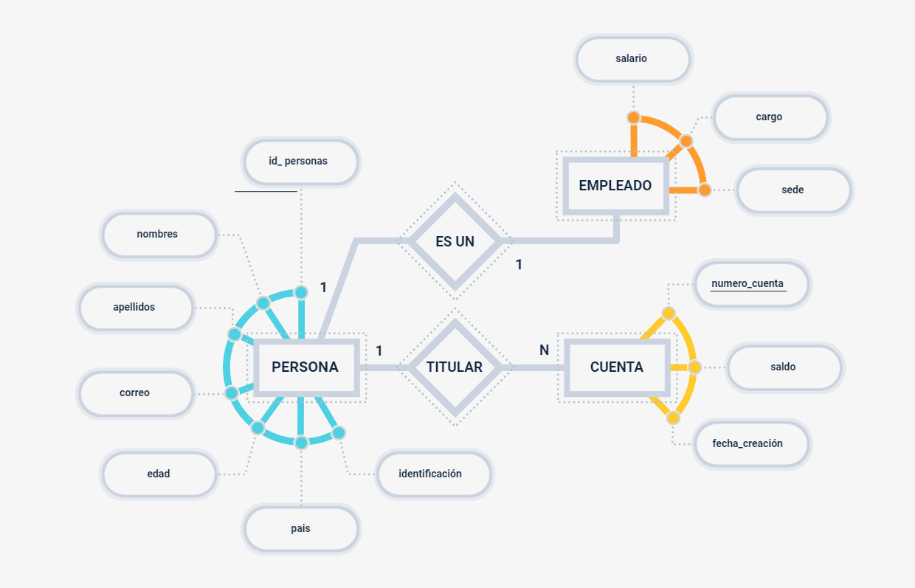 salario
cargo
id_ personas
EMPLEADO
sede
nombres
ES UN
1
numero_cuenta
1
apellidos
1
N
PERSONA
TITULAR
CUENTA
saldo
correo
fecha_creación
edad
identificación
pais